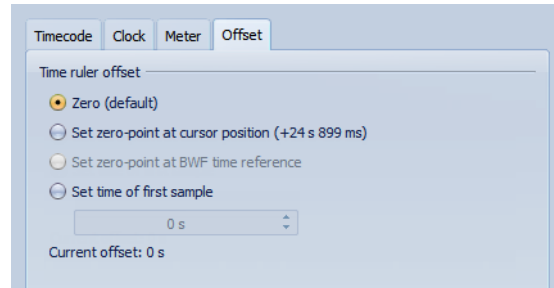 Timecode Clock Meter Offset
Time ruler offset
Zero (default)
Set zero-point at cursor position (+24 s 899 ms)
Set zero-point at BWF time reference
Set time of first sample
0 s
Current offset: 0 s